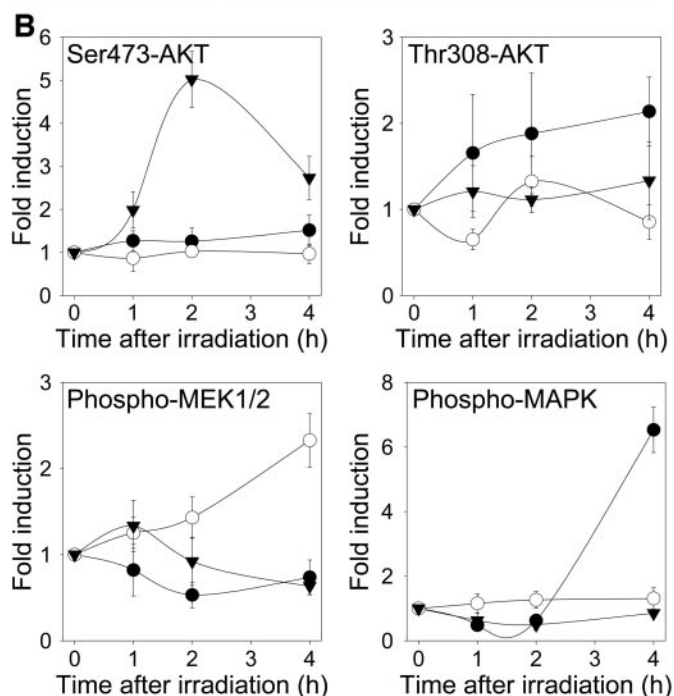 B
Ser473-AKT
Fold induction
6
5
4
3
2
1
0
0 1 2 3 4
Time after irradiation (h)
Thr308-AKT
Fold induction
3
2
1
0
0 1 2 3 4
Time after irradiation (h)
Phospho-MEK1/2
Fold induction
3
2
1
0
0 1 2 3 4
Time after irradiation (h)
Phospho-MAPK
Fold induction
8
6
4
2
0
0 1 2 3 4
Time after irradiation (h)